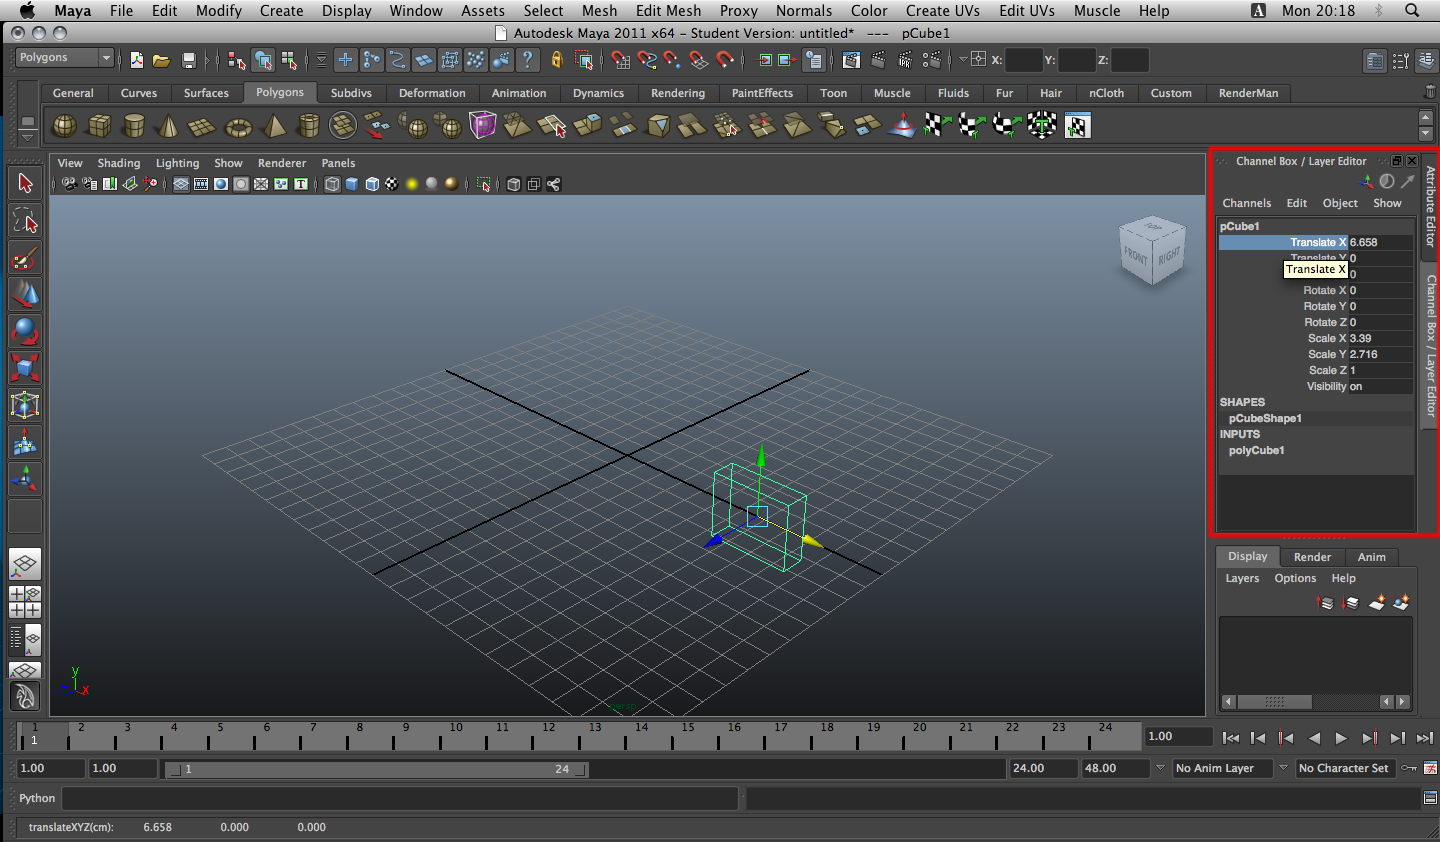 Maya File Edit Modify Create Display Window Assets Select Mesh Edit Mesh Proxy Normals Color Create UVs Edit UVs Muscle Help A Mon 20:18
Autodesk Maya 2011 x64 - Student Version: untitled* --- pCube1
Polygons ? X: Y: Z:
General Curves Surfaces Polygons Subdivs Deformation Animation Dynamics Rendering PaintEffects Toon Muscle Fluids Fur Hair nCloth Custom RenderMan
View Shading Lighting Show Renderer Panels
T
TOP
FRONT RIGHT
persp
y
x
Channel Box / Layer Editor
Channels Edit Object Show
pCube1
Translate X 6.658
Translate Y 0
Translate X 0
Rotate X 0
Rotate Y 0
Rotate Z 0
Scale X 3.39
Scale Y 2.716
Scale Z 1
Visibility on
SHAPES
pCubeShape1
INPUTS
polyCube1
Attribute Editor
Channel Box / Layer Editor
Display Render Anim
Layers Options Help
1 2 3 4 5 6 7 8 9 10 11 12 13 14 15 16 17 18 19 20 21 22 23 24
1 1.00
1.00 1.00 1 24 24.00 48.00 No Anim Layer No Character Set
Python
translateXYZ(cm): 6.658 0.000 0.000